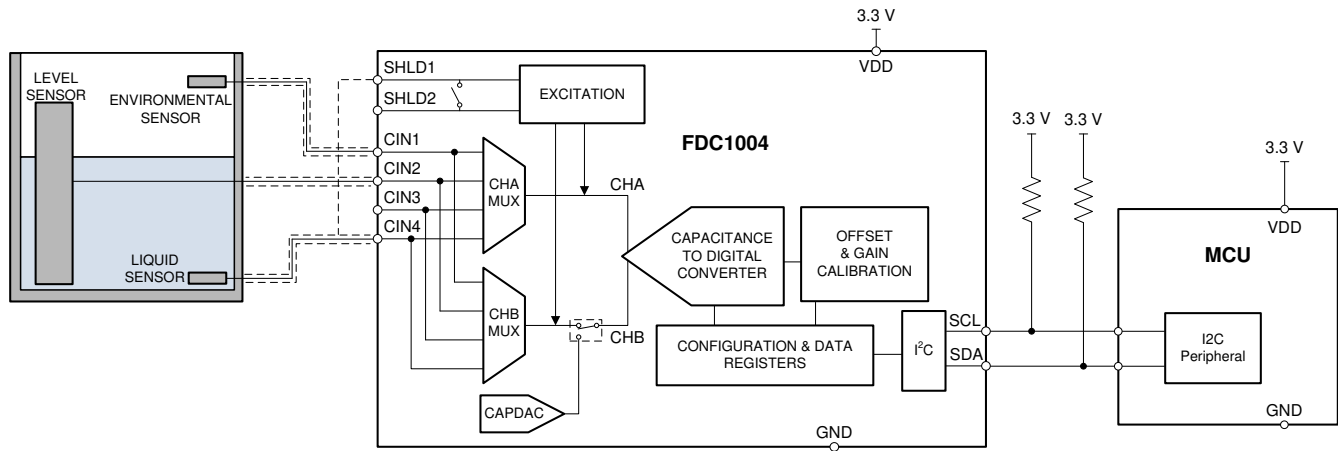 3.3 V
VDD
LEVEL
SENSOR
ENVIRONMENTAL
SENSOR
LIQUID
SENSOR
SHLD1
SHLD2
CIN1
CIN2
CIN3
CIN4
EXCITATION
FDC1004
CHA
MUX
CHA
CHB
MUX
CHB
CAPDAC
CAPACITANCE
TO DIGITAL
CONVERTER
OFFSET
& GAIN
CALIBRATION
CONFIGURATION & DATA
REGISTERS
I²C
SCL
SDA
GND
3.3 V
3.3 V
3.3 V
VDD
MCU
I2C
Peripheral
GND